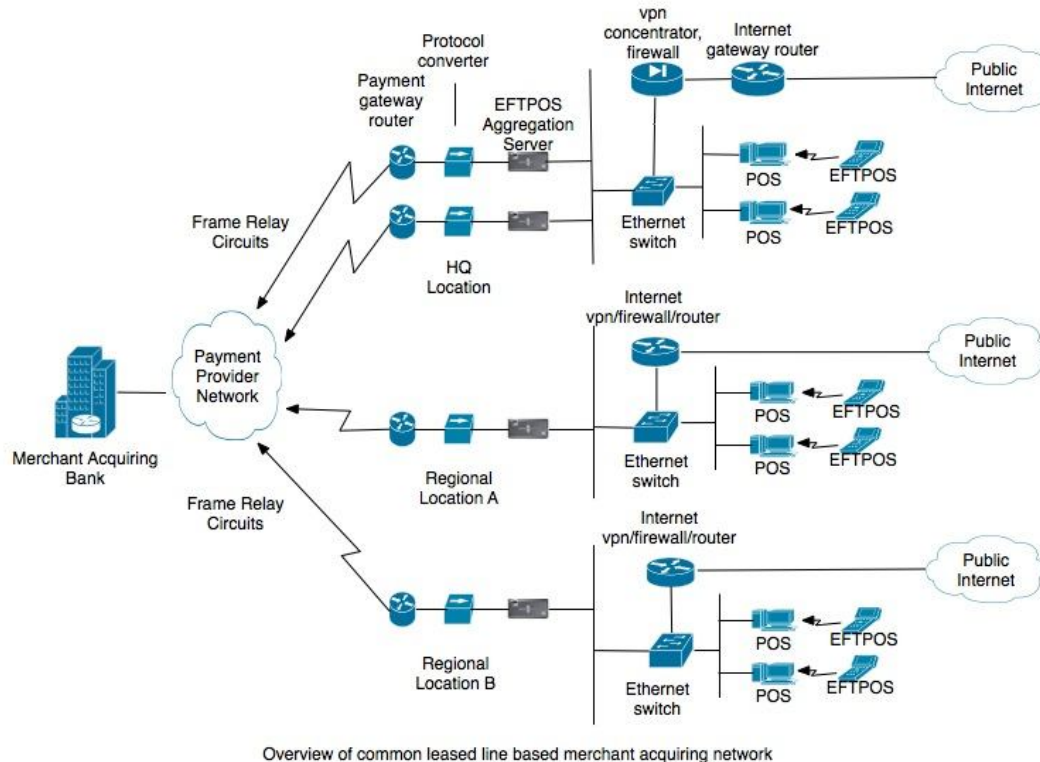 vpn
concentrator,
firewall
Internet
gateway router
Protocol
converter
Payment
gateway
router
EFTPOS
Aggregation
Server
Public
Internet
POS
EFTPOS
POS
EFTPOS
Ethernet
switch
Frame Relay
Circuits
HQ
Location
Internet
vpn/firewall/router
Public
Internet
Payment
Provider
Network
POS
EFTPOS
POS
EFTPOS
Ethernet
switch
Merchant Acquiring
Bank
Regional
Location A
Frame Relay
Circuits
Internet
vpn/firewall/router
Public
Internet
POS
EFTPOS
POS
EFTPOS
Regional
Location B
Ethernet
switch
Overview of common leased line based merchant acquiring network